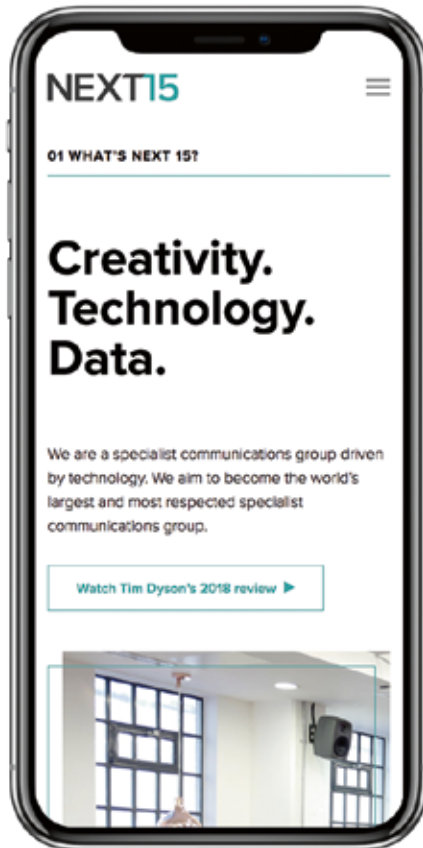 NEXT15
01 WHAT'S NEXT 15?
Creativity.
Technology.
Data.
We are a specialist communications group driven
by technology. We aim to become the world's
largest and most respected specialist
communications group.
Watch Tim Dyson's 2018 review